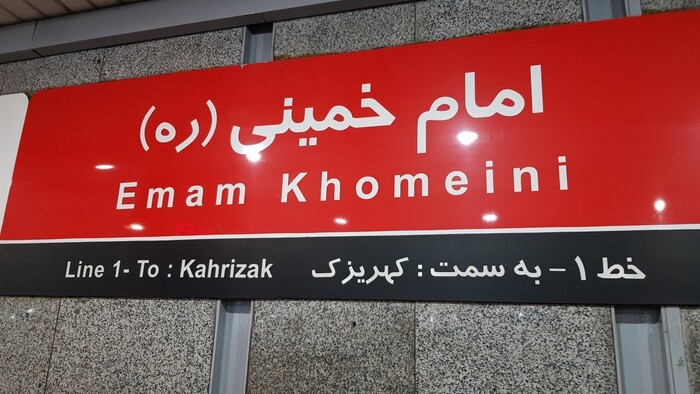 امام خمینی (ره)
Emam Khomeini
Line 1- To : Kahrizak
خط ۱ - به سمت : کهریزک